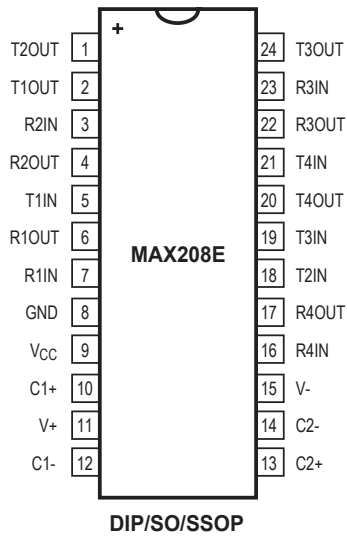 +
T2OUT 1 24 T3OUT
T1OUT 2 23 R3IN
R2IN 3 22 R3OUT
R2OUT 4 21 T4IN
T1IN 5 20 T4OUT
R1OUT 6 19 T3IN
MAX208E
R1IN 7 18 T2IN
GND 8 17 R4OUT
VCC 9 16 R4IN
C1+ 10 15 V-
V+ 11 14 C2-
C1- 12 13 C2+
DIP/SO/SSOP